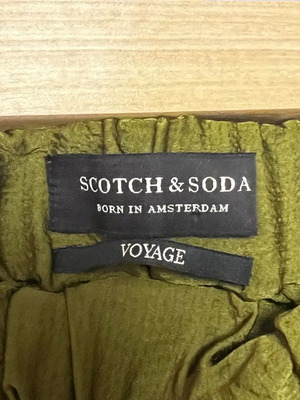 SCOTCH & SODA
BORN IN AMSTERDAM
VOYAGE